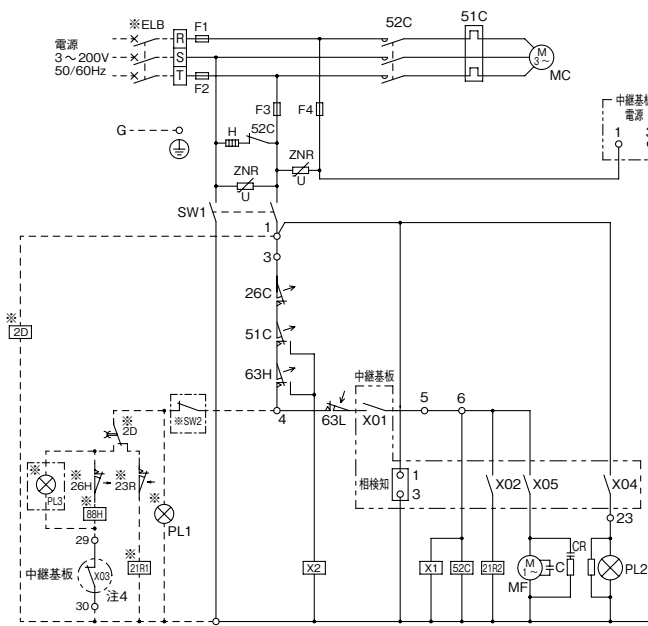 ※ELB
電源
3～200V
50/60Hz
R
S
T
F1
F2
52C
51C
M
3～
MC
F3
F4
G
H
52C
ZNR
U
ZNR
U
中継基板
電源
1
3
SW1
1
3
26C
51C
63H
4
※
2D
※SW2
※
2D
63L
中継基板
X01
5
6
相検知
1
3
X02
X05
X04
23
※
PL3
※
26H
※
88H
※
23R
※
PL1
29
中継基板
X03
注4
30
※
21R1
X2
X1
52C
21R2
M
1～
MF
C
CR
PL2